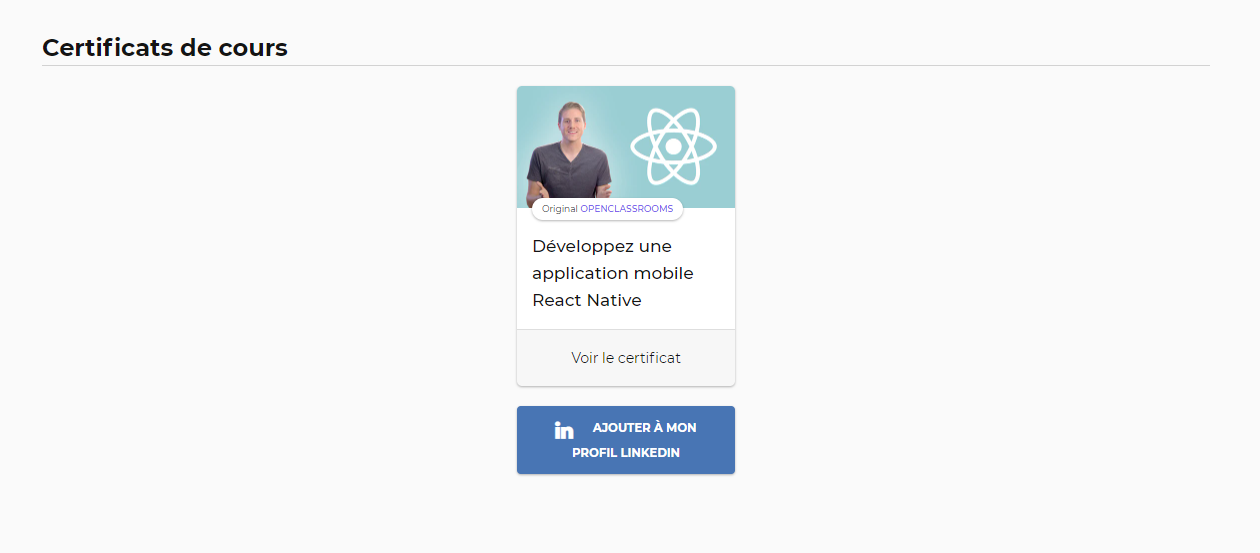 Certificats de cours
Original OPENCLASSROOMS
Développez une
application mobile
React Native
Voir le certificat
in AJOUTER À MON
PROFIL LINKEDIN